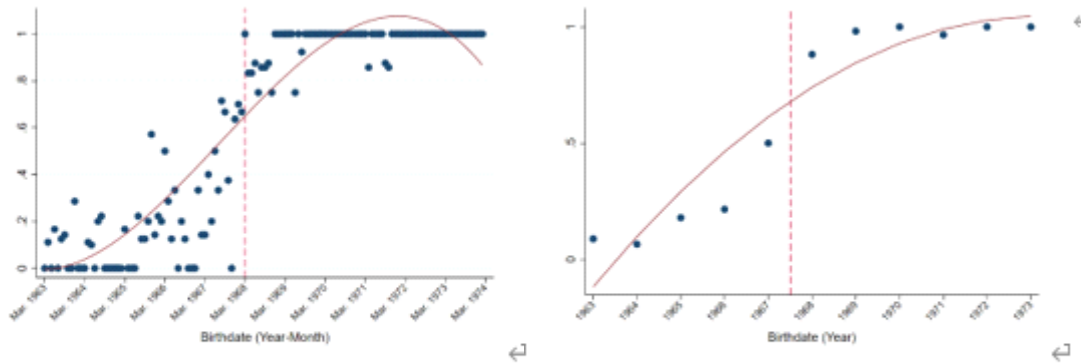 1
.8
.6
.4
.2
0
Mar. 1963
Mar. 1964
Mar. 1965
Mar. 1966
Mar. 1967
Mar. 1968
Mar. 1969
Mar. 1970
Mar. 1971
Mar. 1972
Mar. 1973
Mar. 1974
Birthdate (Year-Month)
1
.5
0
1963
1964
1965
1966
1967
1968
1969
1970
1971
1972
1973
Birthdate (Year)